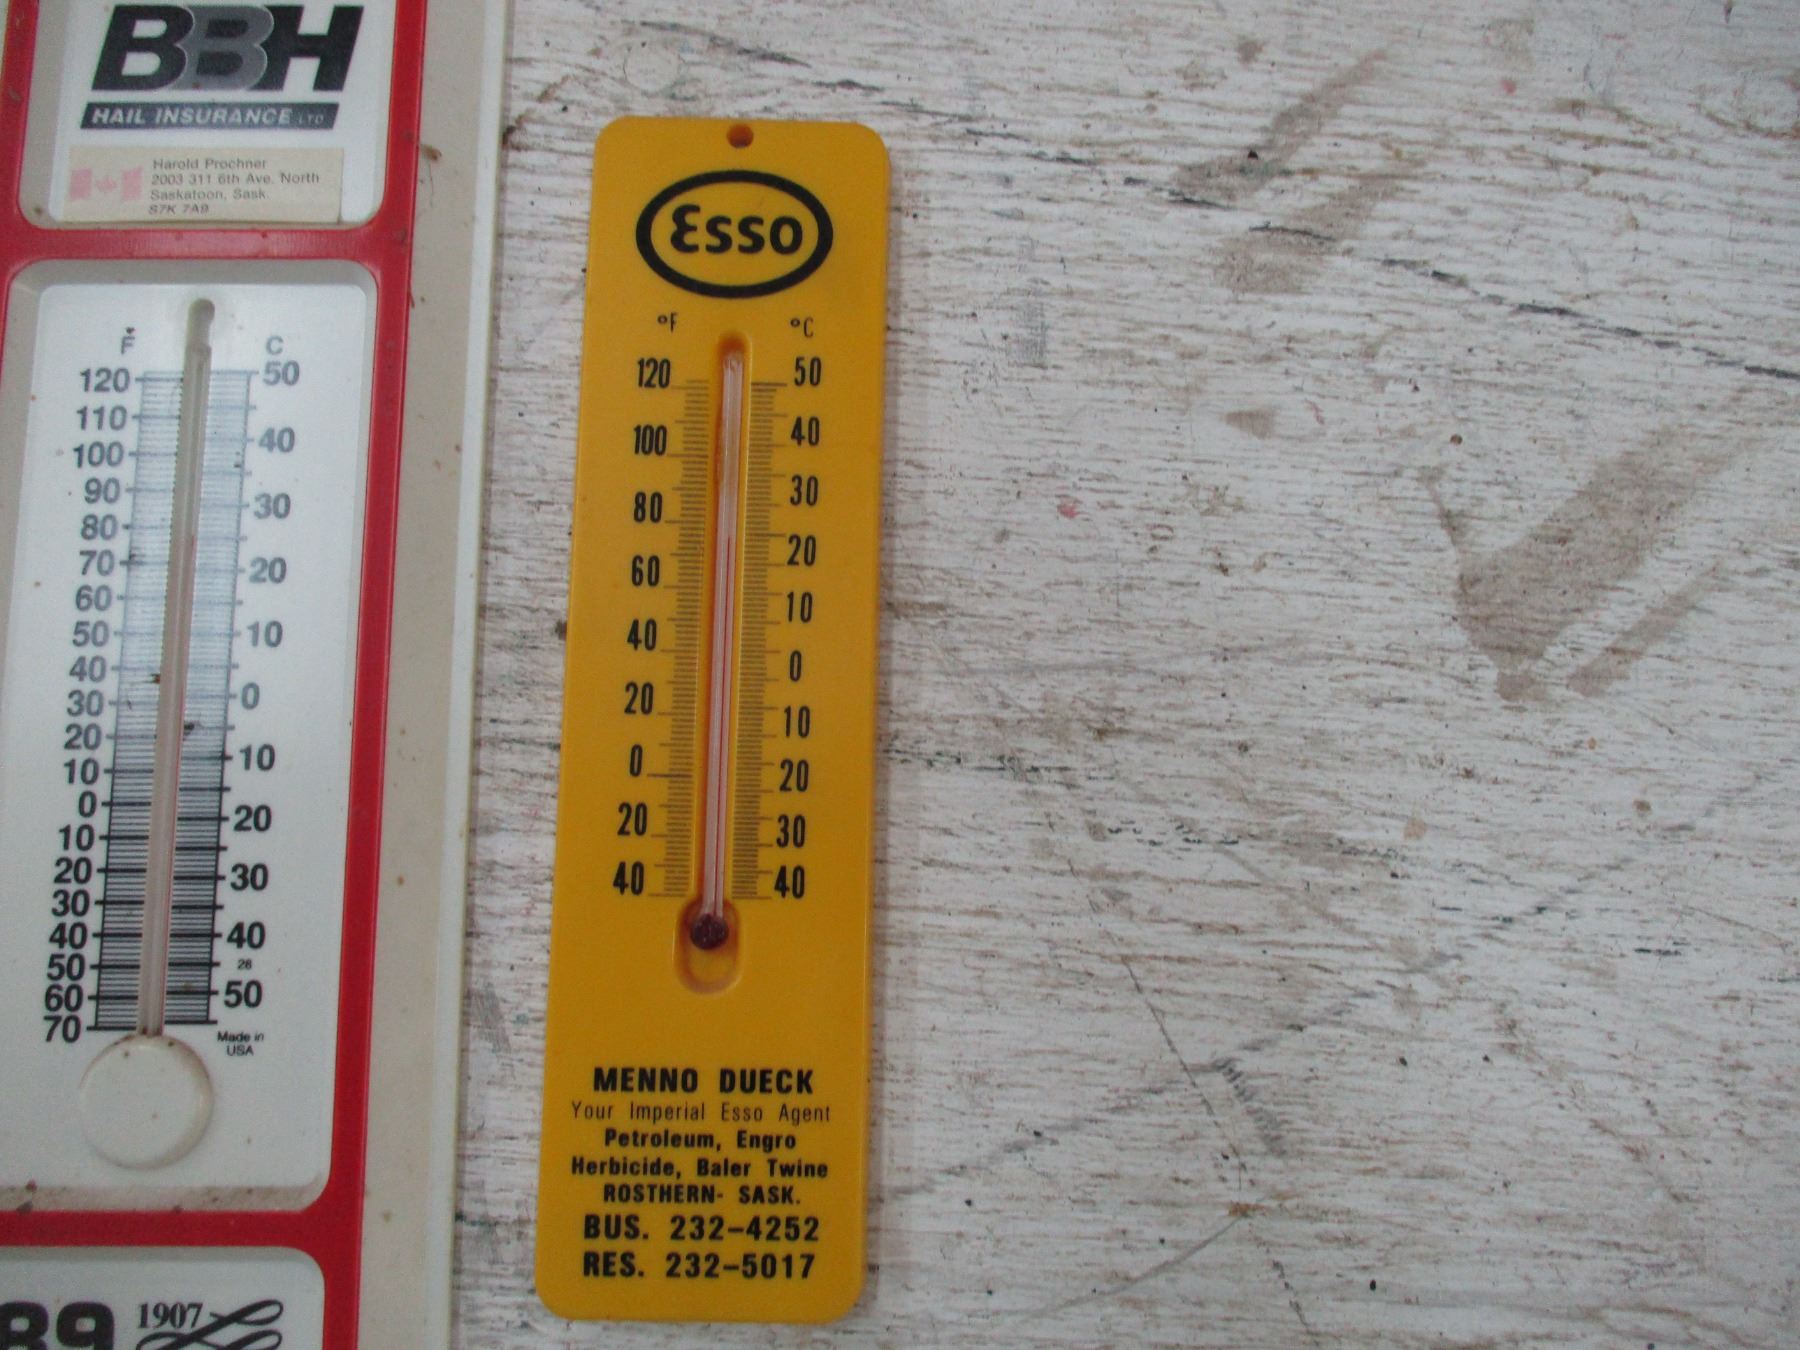 BBH
HAIL INSURANCE LTD
Harold Prochner
2003 311 6th Ave. North
Saskatoon, Sask.
S7K 7A9
F C
120 50
110
100 40
90
80 30
70
60 20
50 10
40
30 0
20
10 10
0
10 20
20
30 30
40 40
50 26
60 50
70
Made in
USA
89 1907
Esso
°F °C
120 50
100 40
80 30
60 20
40 10
0
20 10
0 20
20 30
40 40
MENNO DUECK
Your Imperial Esso Agent
Petroleum, Engro
Herbicide, Baler Twine
ROSTHERN- SASK.
BUS. 232-4252
RES. 232-5017